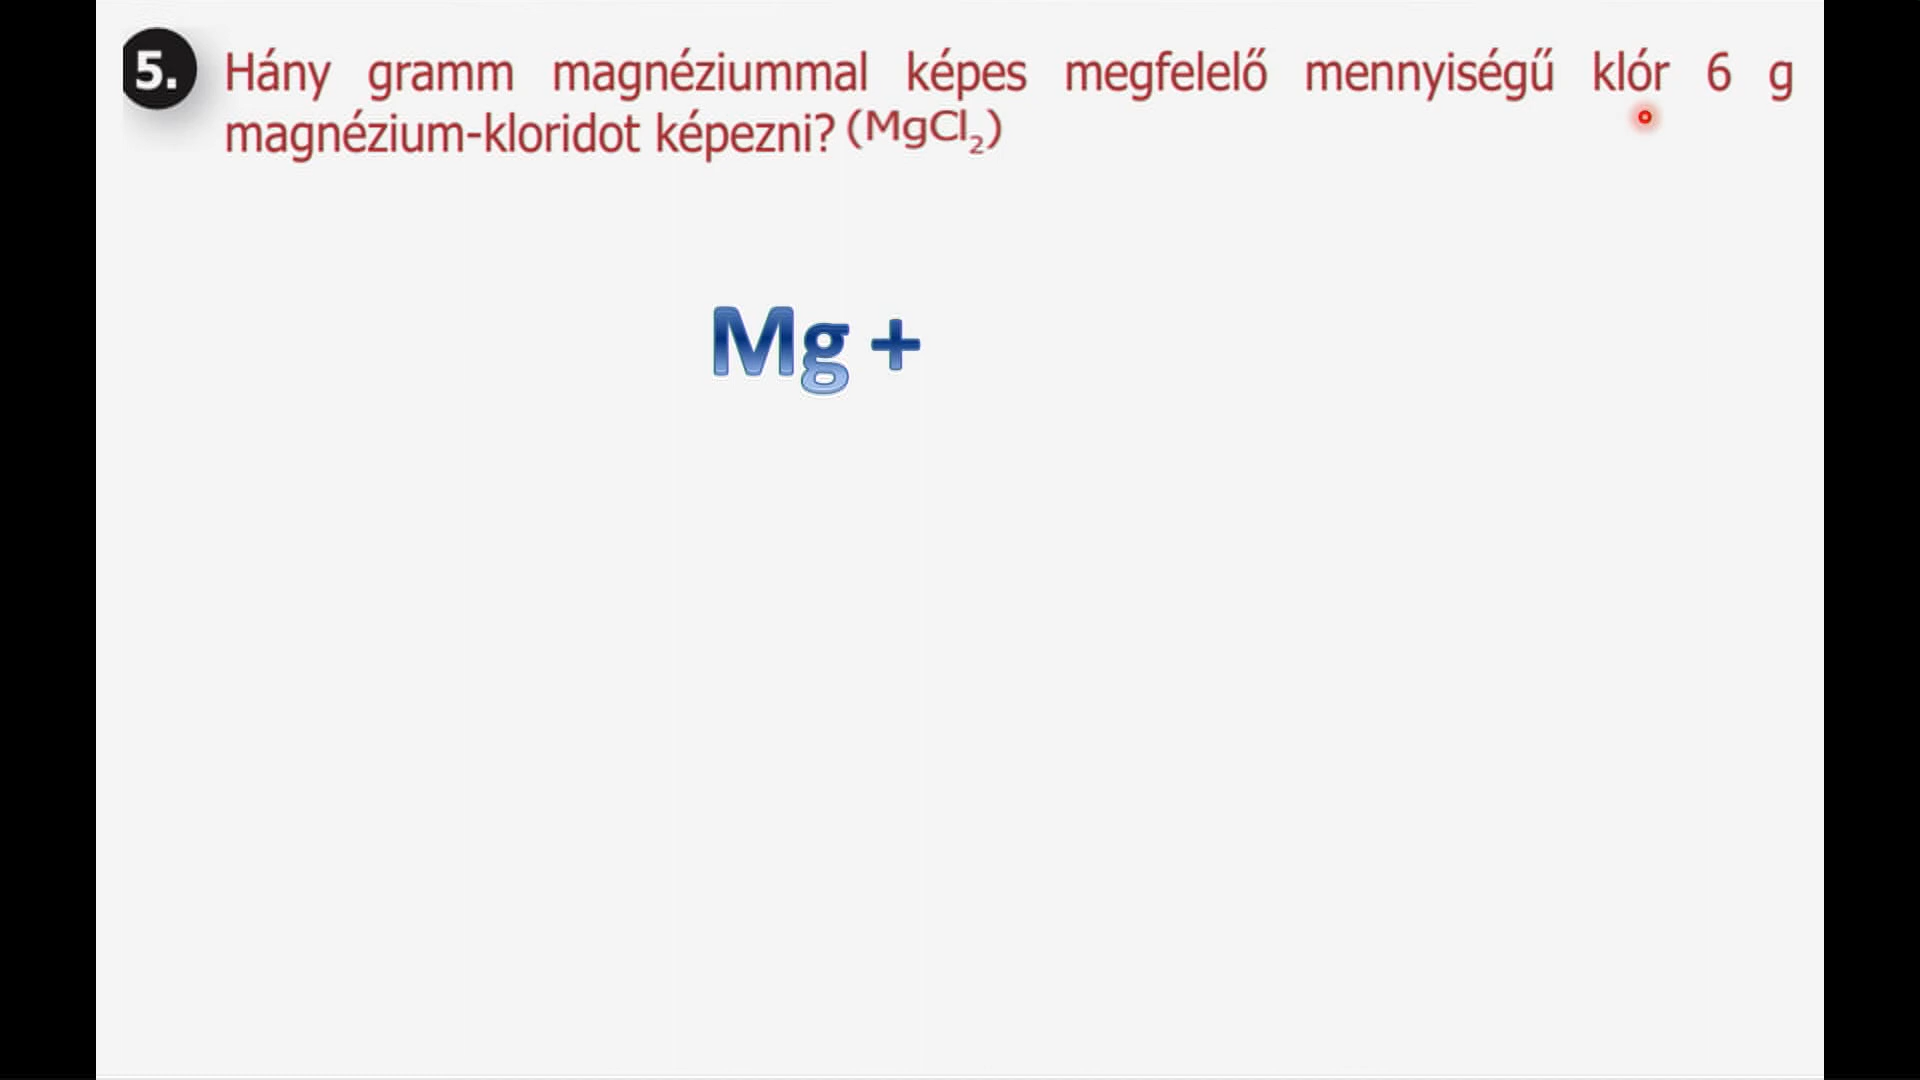 5. Hány gramm magnéziummal képes megfelelő mennyiségű klór 6 g
magnézium-kloridot képezni? (MgCl₂)
Mg +